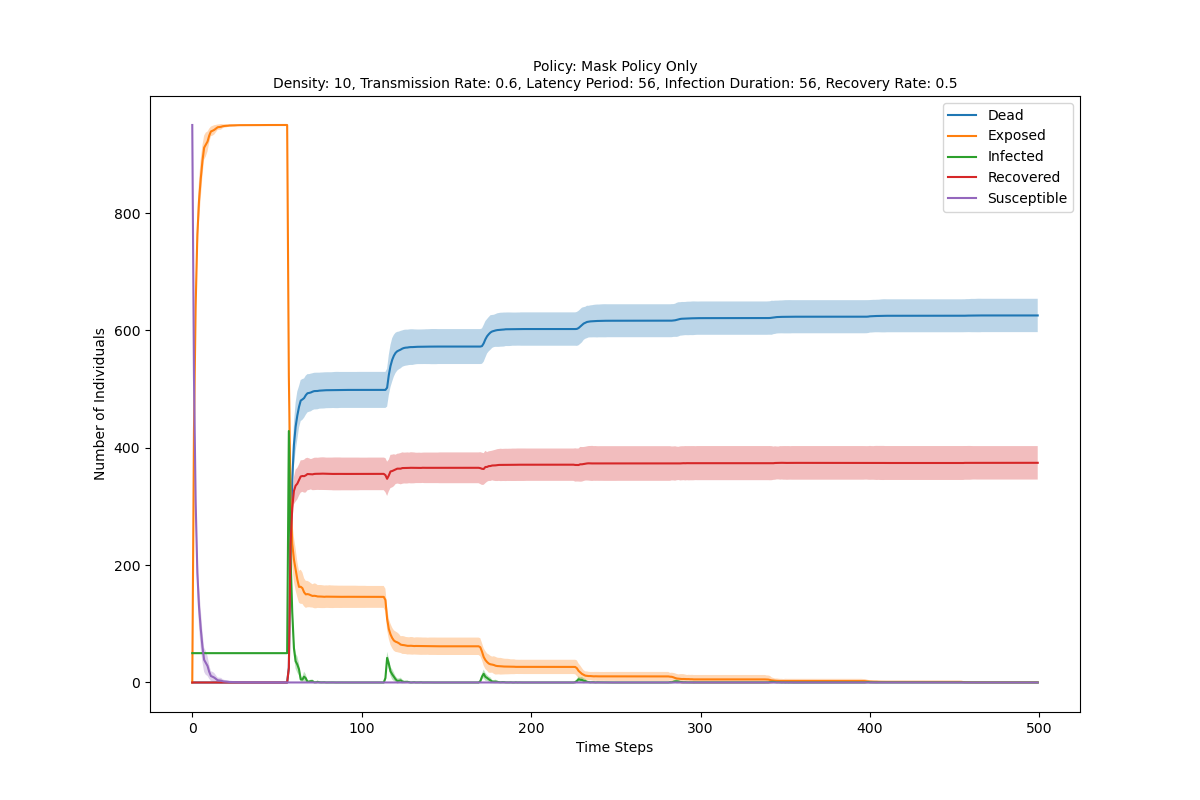 Policy: Mask Policy Only
Density: 10, Transmission Rate: 0.6, Latency Period: 56, Infection Duration: 56, Recovery Rate: 0.5
Dead
Exposed
Infected
Recovered
Susceptible
Number of Individuals
800
600
400
200
0
0 100 200 300 400 500
Time Steps